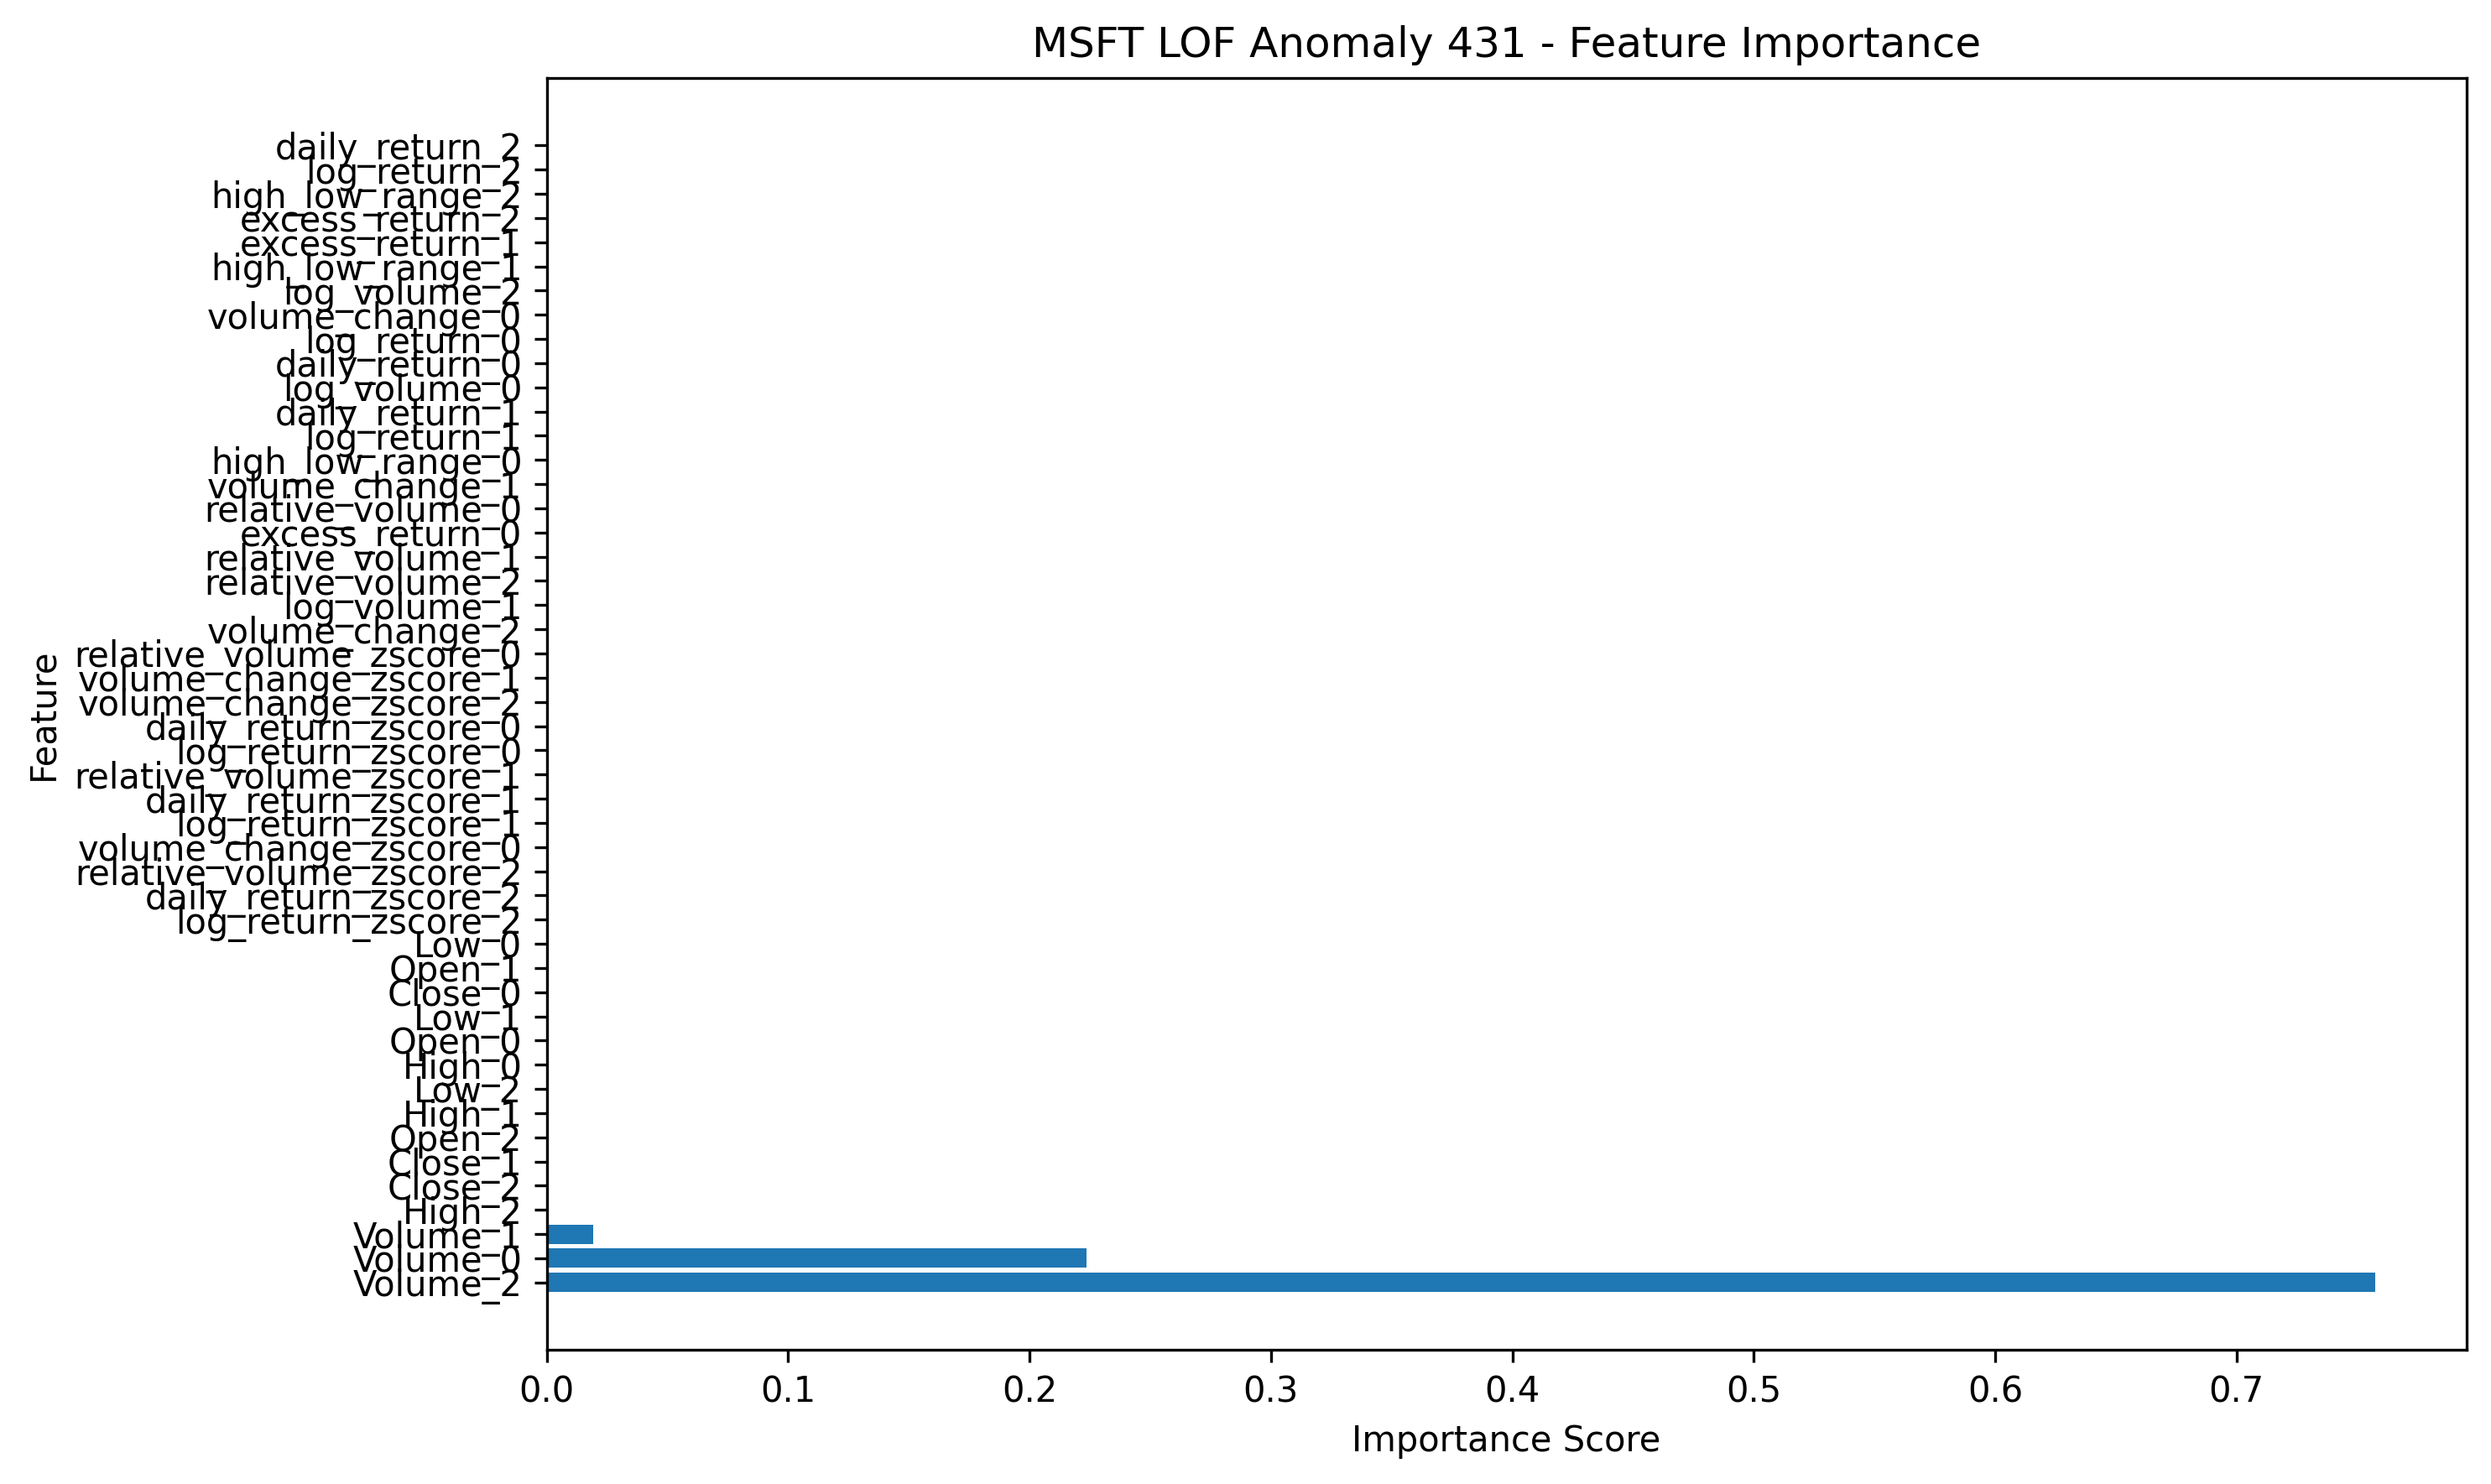 MSFT LOF Anomaly 431 - Feature Importance
daily_return_2
log_return_2
high_low_range_2
excess_return_2
excess_return_1
high_low_range_1
log_volume_2
volume_change_0
log_return_0
daily_return_0
log_volume_0
daily_return_1
log_return_1
high_low_range_0
volume_change_1
relative_volume_0
excess_return_0
relative_volume_1
relative_volume_2
log_volume_1
volume_change_2
relative_volume_zscore_0
volume_change_zscore_1
volume_change_zscore_2
daily_return_zscore_0
log_return_zscore_0
relative_volume_zscore_1
daily_return_zscore_1
log_return_zscore_1
volume_change_zscore_0
relative_volume_zscore_2
daily_return_zscore_2
log_return_zscore_2
Low_0
Open_1
Close_0
Low_1
Open_0
High_0
Low_2
High_1
Open_2
Close_1
Close_2
High_2
Volume_1
Volume_0
Volume_2
Feature
0.0 0.1 0.2 0.3 0.4 0.5 0.6 0.7
Importance Score